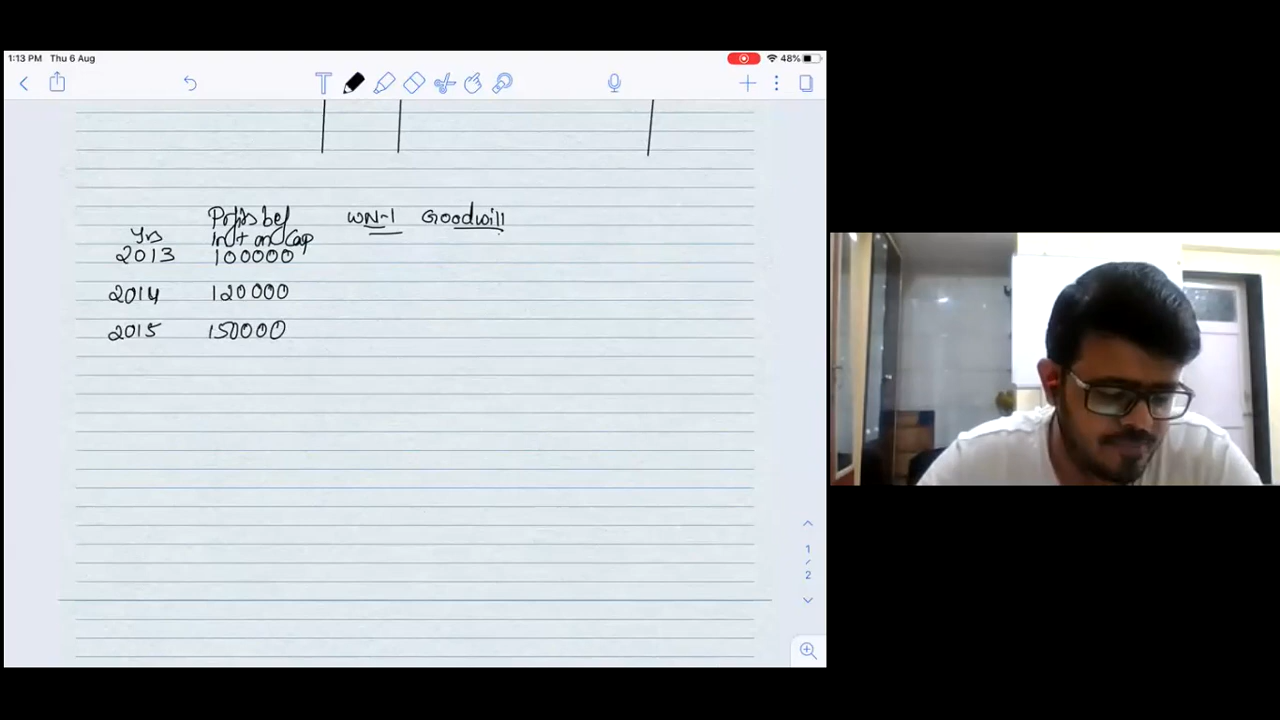 1:13 PM Thu 6 Aug
48%
WN-1 Goodwill
Yrs Profits bef
int on Cap
2013 100000
2014 120000
2015 150000
1
2